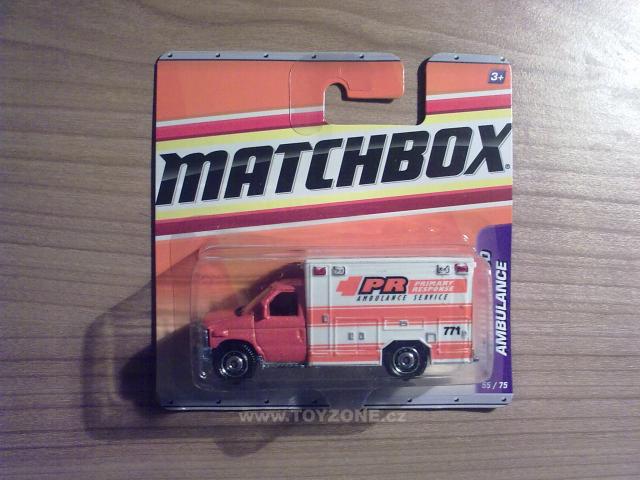 3+
MATCHBOX
PR PRIMARY RESPONSE
AMBULANCE SERVICE
771
AMBULANCE
55 / 75
www.TOYZONE.cz